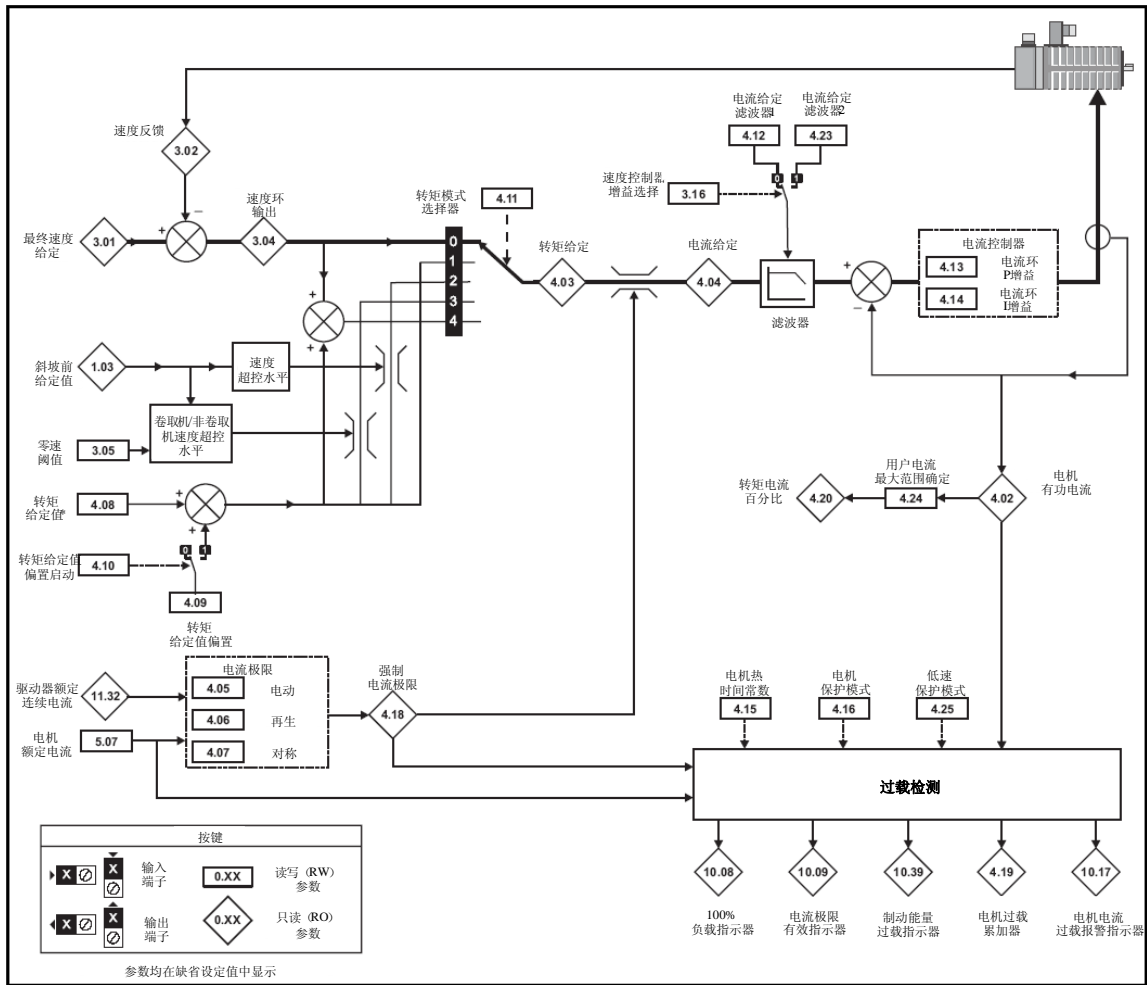 电流给定
滤波器1
4.12
电流给定
滤波器2
4.23
0
1
速度反馈
3.02
速度控制器
增益选择
3.16
转矩模式
选择器
4.11
最终速度
给定
3.01
+
−
速度环
输出
3.04
0
1
2
3
4
转矩给定
4.03
电流给定
4.04
滤波器
+
−
电流控制器
4.13
电流环
P增益
4.14
电流环
I增益
+
+
斜坡前
给定值
1.03
速度
超控水平
卷取机/非卷取
机速度超控
水平
零速
阈值
3.05
转矩
给定值*
4.08
+
+
0
1
转矩给定值
偏置启动
4.10
4.09
转矩
给定值偏置
转矩电流
百分比
4.20
用户电流
最大范围确定
4.24
4.02
电机
有功电流
驱动器额定
连续电流
11.32
电机
额定电流
5.07
电流极限
4.05
电动
4.06
再生
4.07
对称
强制
电流极限
4.18
电机热
时间常数
4.15
电机
保护模式
4.16
低速
保护模式
4.25
过载检测
10.08
100%
负载指示器
10.09
电流极限
有效指示器
10.39
制动能量
过载指示器
4.19
电机过载
累加器
10.17
电机电流
过载报警指示器
按键
X
X
输入
端子
0.XX
读写 (RW)
参数
X
X
输出
端子
0.XX
只读 (RO)
参数
参数均在缺省设定值中显示